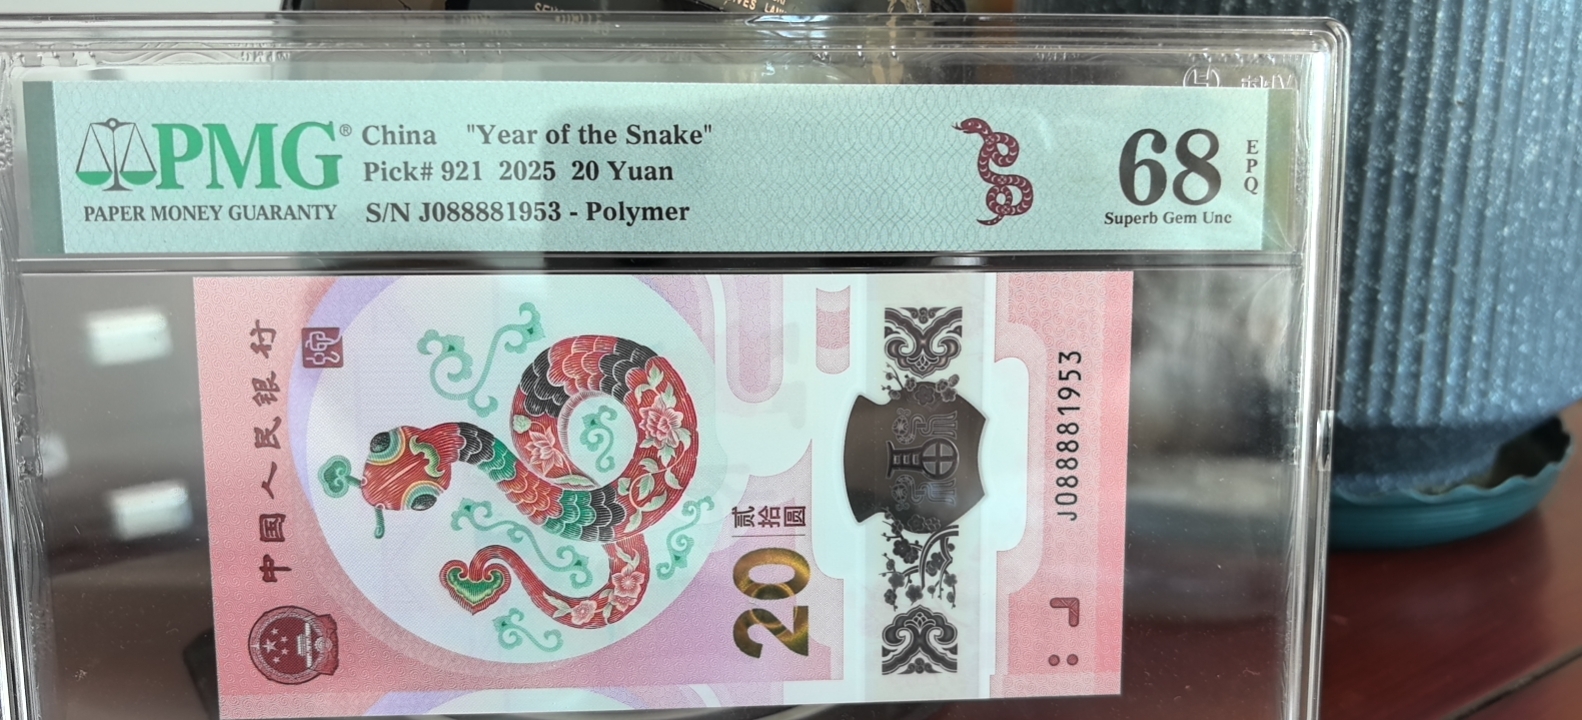 PMG®
PAPER MONEY GUARANTY
China "Year of the Snake"
Pick# 921 2025 20 Yuan
S/N J088881953 - Polymer
68
EPQ
Superb Gem Unc
中国人民银行
贰拾圆
20
J088881953